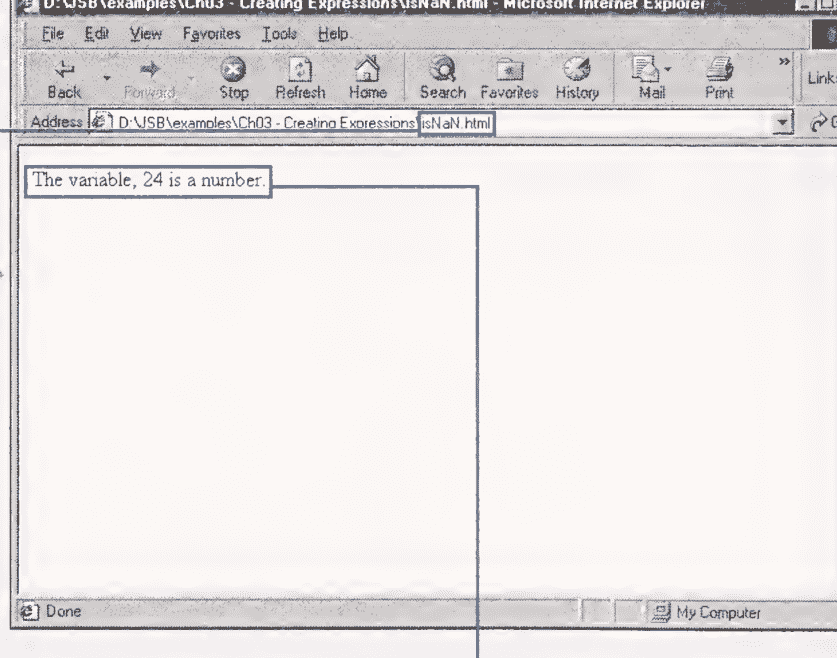 D:\JSB\examples\Ch03 - Creating Expressions\isNaN.html - Microsoft Internet Explorer
File Edit View Favorites Tools Help
Back Forward Stop Refresh Home Search Favorites History Mail Print » Links
Address D:\JSB\examples\Ch03 - Creating Expressions\isNaN.html
The variable, 24 is a number.
Done My Computer